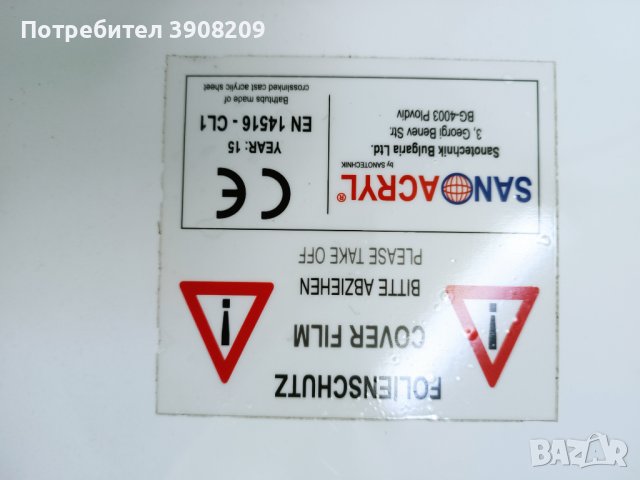 Потребител 3908209
FOLIENSCHUTZ
COVER FILM
BITTE ABZIEHEN
PLEASE TAKE OFF
SANOACRYL®
by SANOTECHNIK
Sanotechnik Bulgaria Ltd.
3, Georgi Benev Str.
BG-4003 Plovdiv
CE
YEAR: 15
EN 14516 - CL1
Bathtubs made of
crosslinked cast acrylic sheet
BAZAR